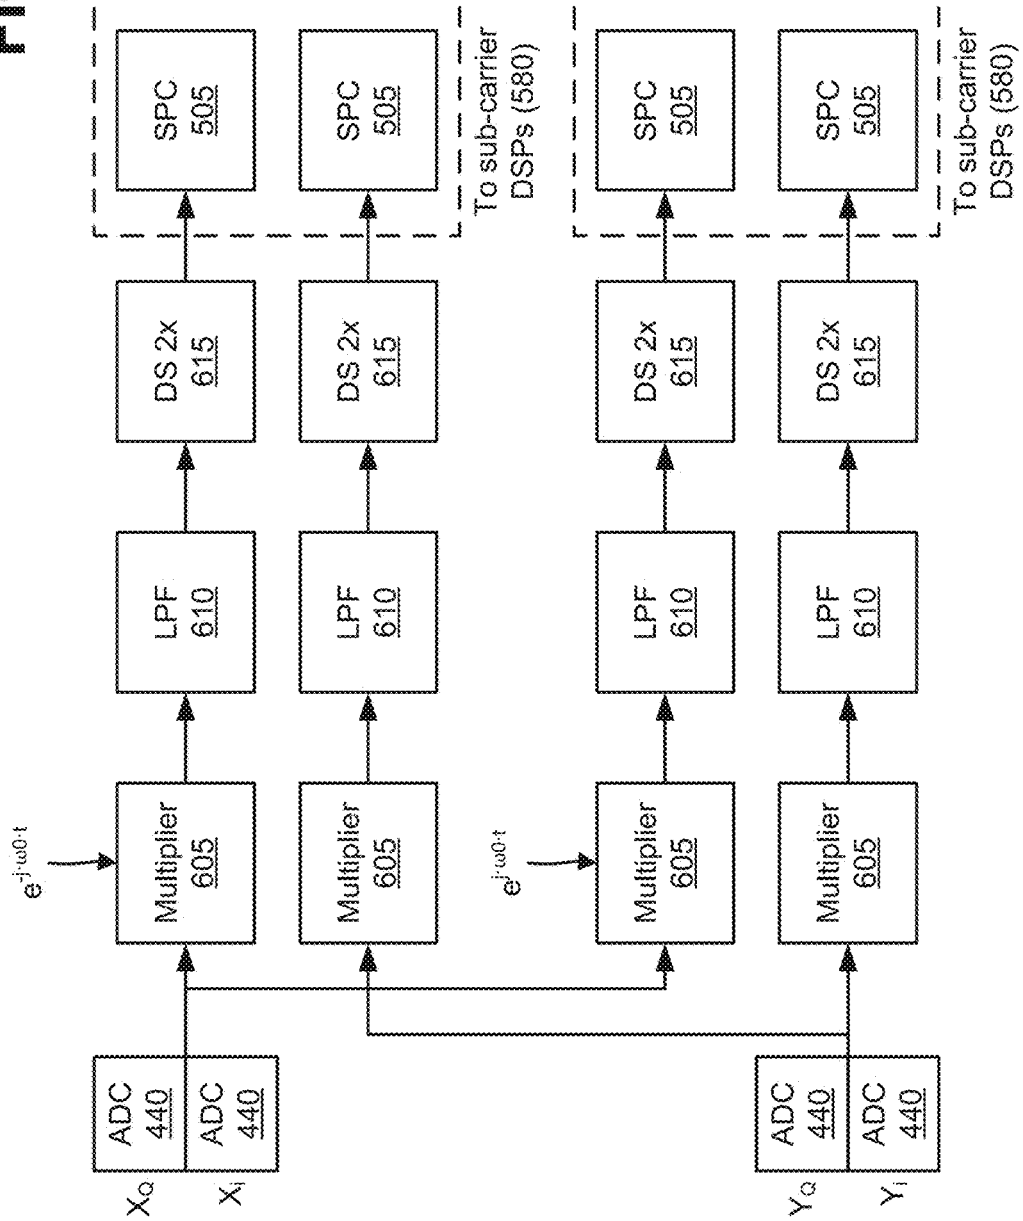 FI
SPC
505
SPC
505
To sub-carrier
DSPs (580)
SPC
505
SPC
505
To sub-carrier
DSPs (580)
DS 2x
615
DS 2x
615
DS 2x
615
DS 2x
615
LPF
610
LPF
610
LPF
610
LPF
610
e-j·ω0·t
Multiplier
605
Multiplier
605
ej·ω0·t
Multiplier
605
Multiplier
605
ADC
440
ADC
440
ADC
440
ADC
440
XQ
Xi
YQ
Yi